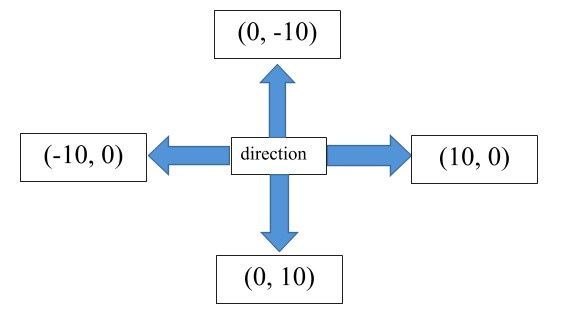 (0, -10)
(-10, 0)
direction
(10, 0)
(0, 10)